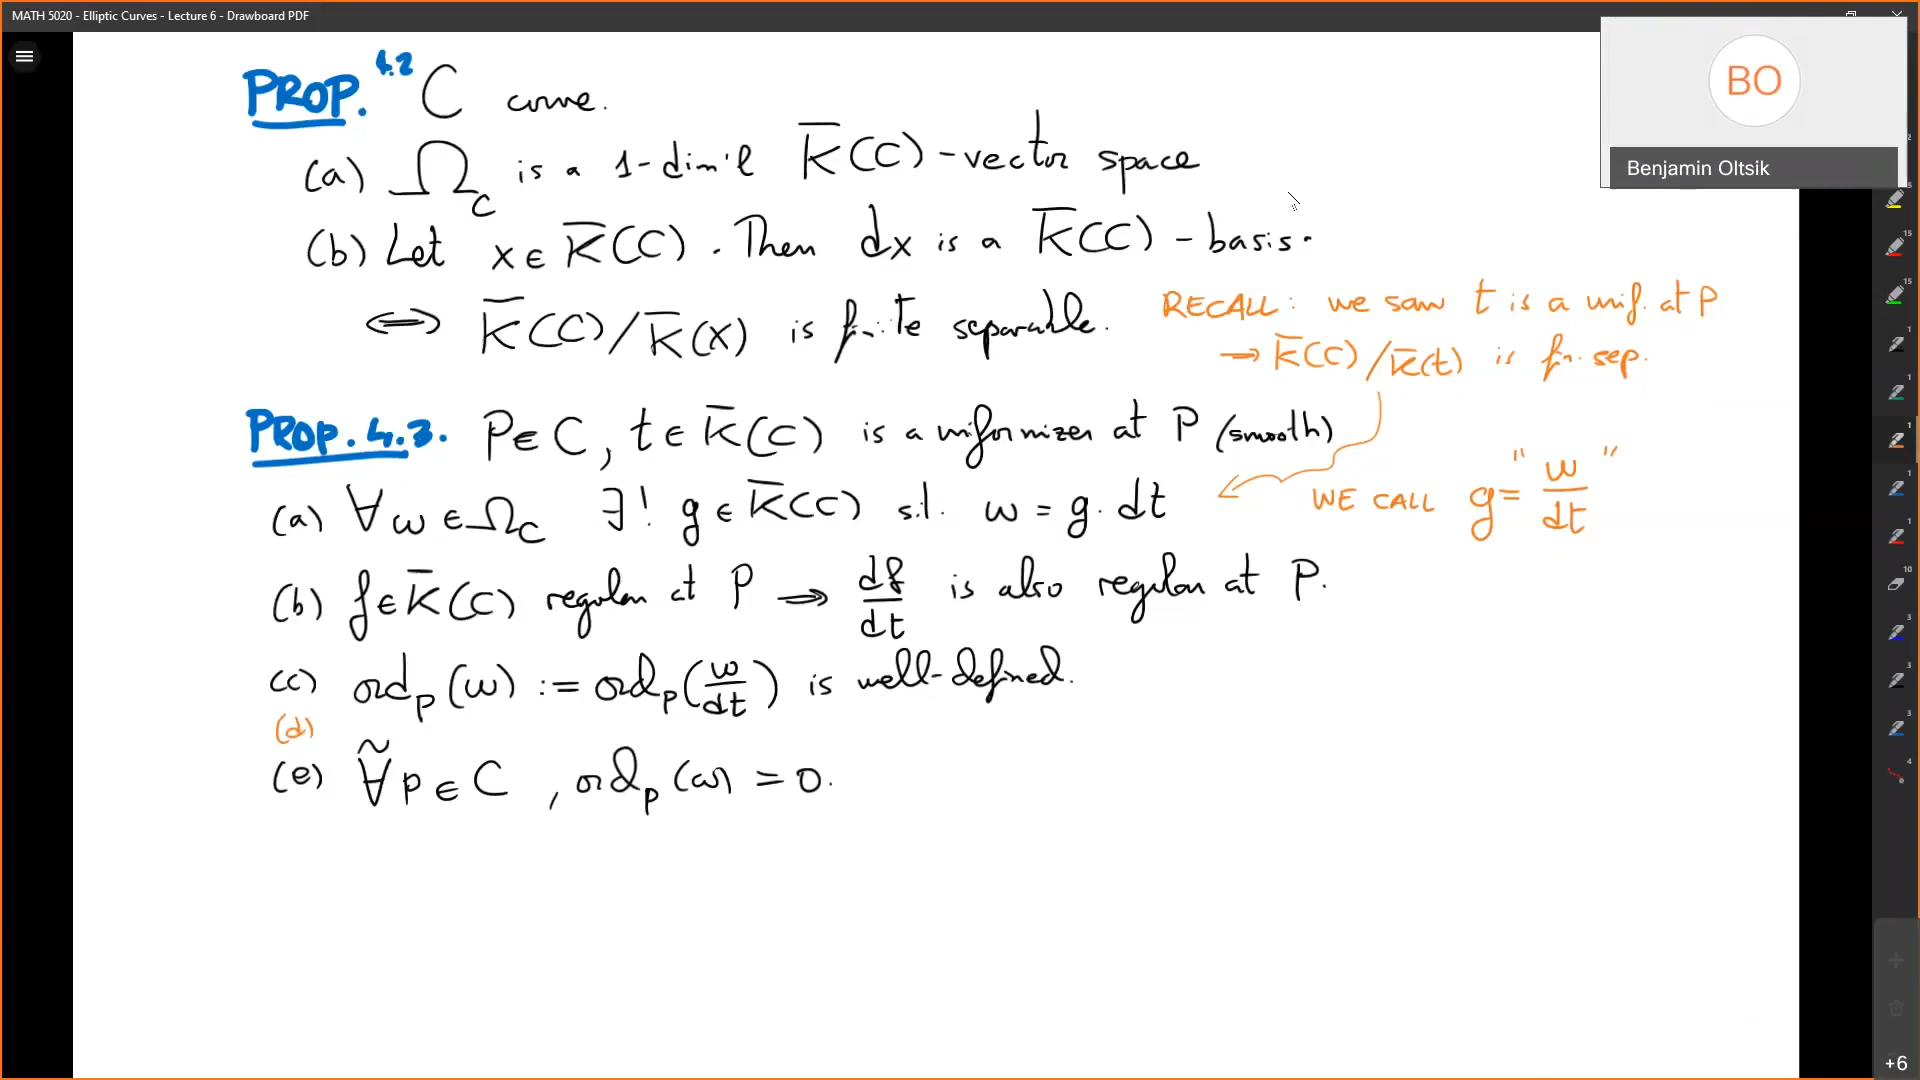 MATH 5020 - Elliptic Curves - Lecture 6 - Drawboard PDF
BO
Benjamin Oltsik
PROP. 4.2 C curve.
(a) Ω_C is a 1-dim'l K̅(C)-vector space
(b) Let x ∈ K̅(C). Then dx is a K̅(C)-basis.
⟺ K̅(C)/K̅(x) is finite separable.
RECALL: we saw t is a unif. at P
→ K̅(C)/K̅(t) is fin. sep.
PROP. 4.3. P ∈ C, t ∈ K̅(C) is a uniformizer at P (smooth)
(a) ∀ω ∈ Ω_C ∃! g ∈ K̅(C) s.t. ω = g. dt
WE CALL g = "ω/dt"
(b) f ∈ K̅(C) regular at P → df/dt is also regular at P.
(c) ord_P(ω) := ord_P(ω/dt) is well-defined.
(d)
(e) ∀̃ P ∈ C, ord_P(ω) = 0.
+6